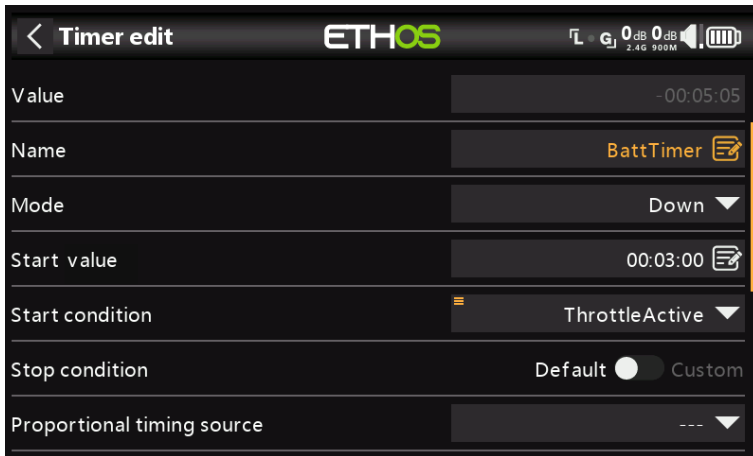 Timer edit ETHOS L G 0dB 0dB
2.4G 900M
Value -00:05:05
Name BattTimer
Mode Down
Start value 00:03:00
Start condition ThrottleActive
Stop condition Default Custom
Proportional timing source ---